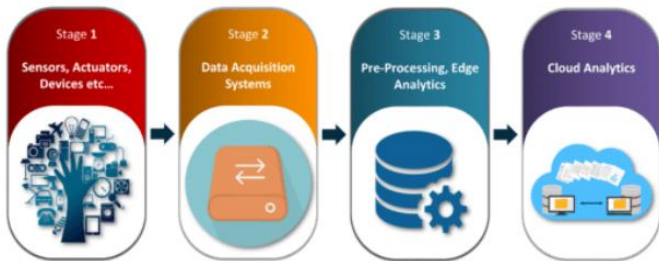 Stage 1
Sensors, Actuators,
Devices etc...
Stage 2
Data Acquisition
Systems
Stage 3
Pre-Processing, Edge
Analytics
Stage 4
Cloud Analytics